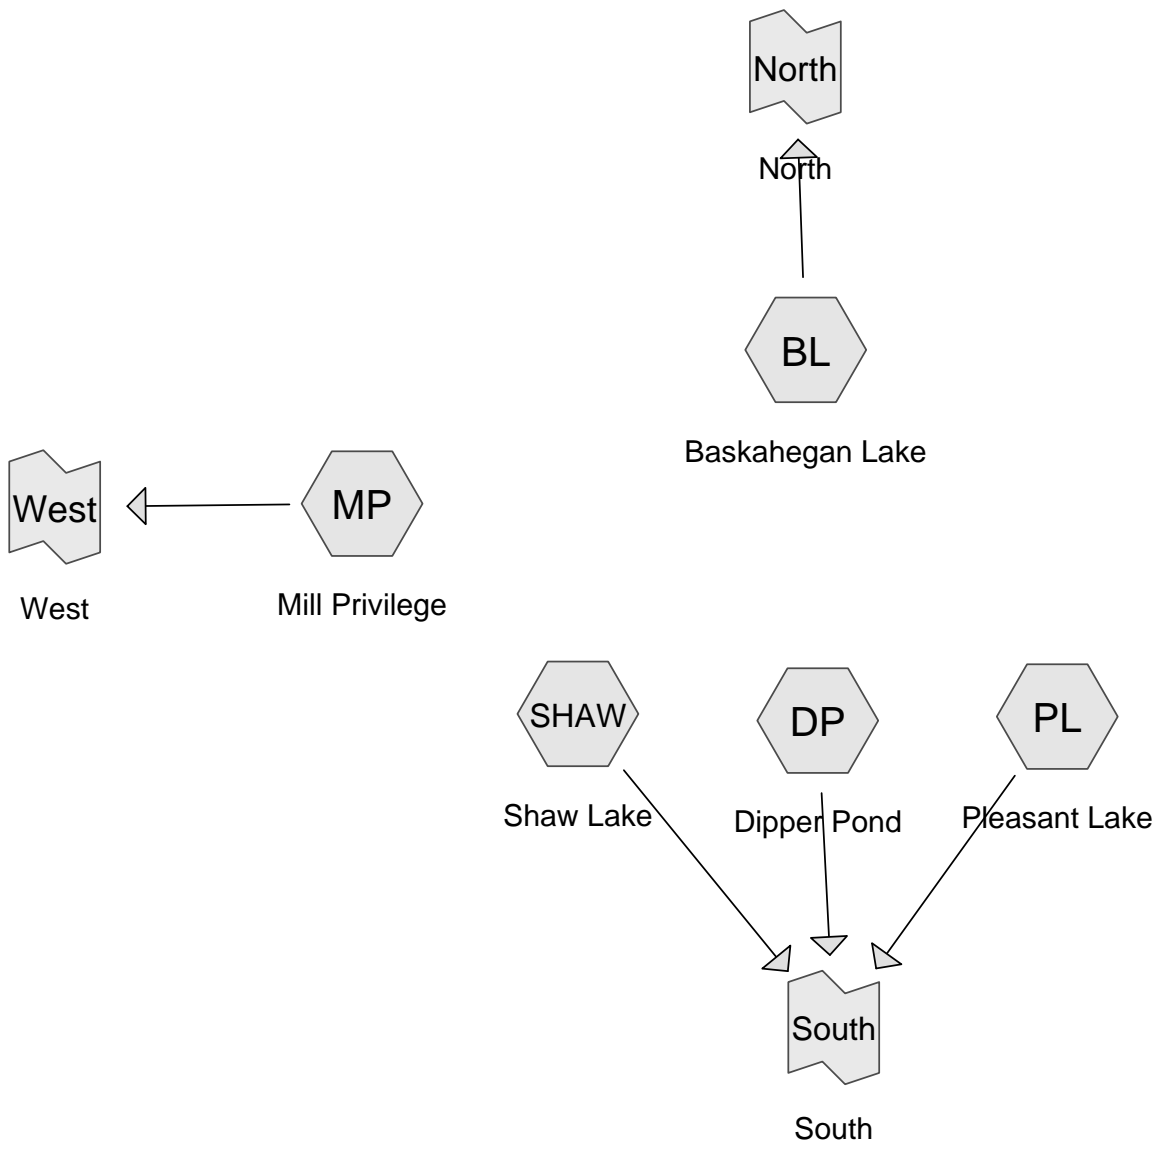 North
North
BL
Baskahegan Lake
West
West
MP
Mill Privilege
SHAW
Shaw Lake
DP
Dipper Pond
PL
Pleasant Lake
South
South